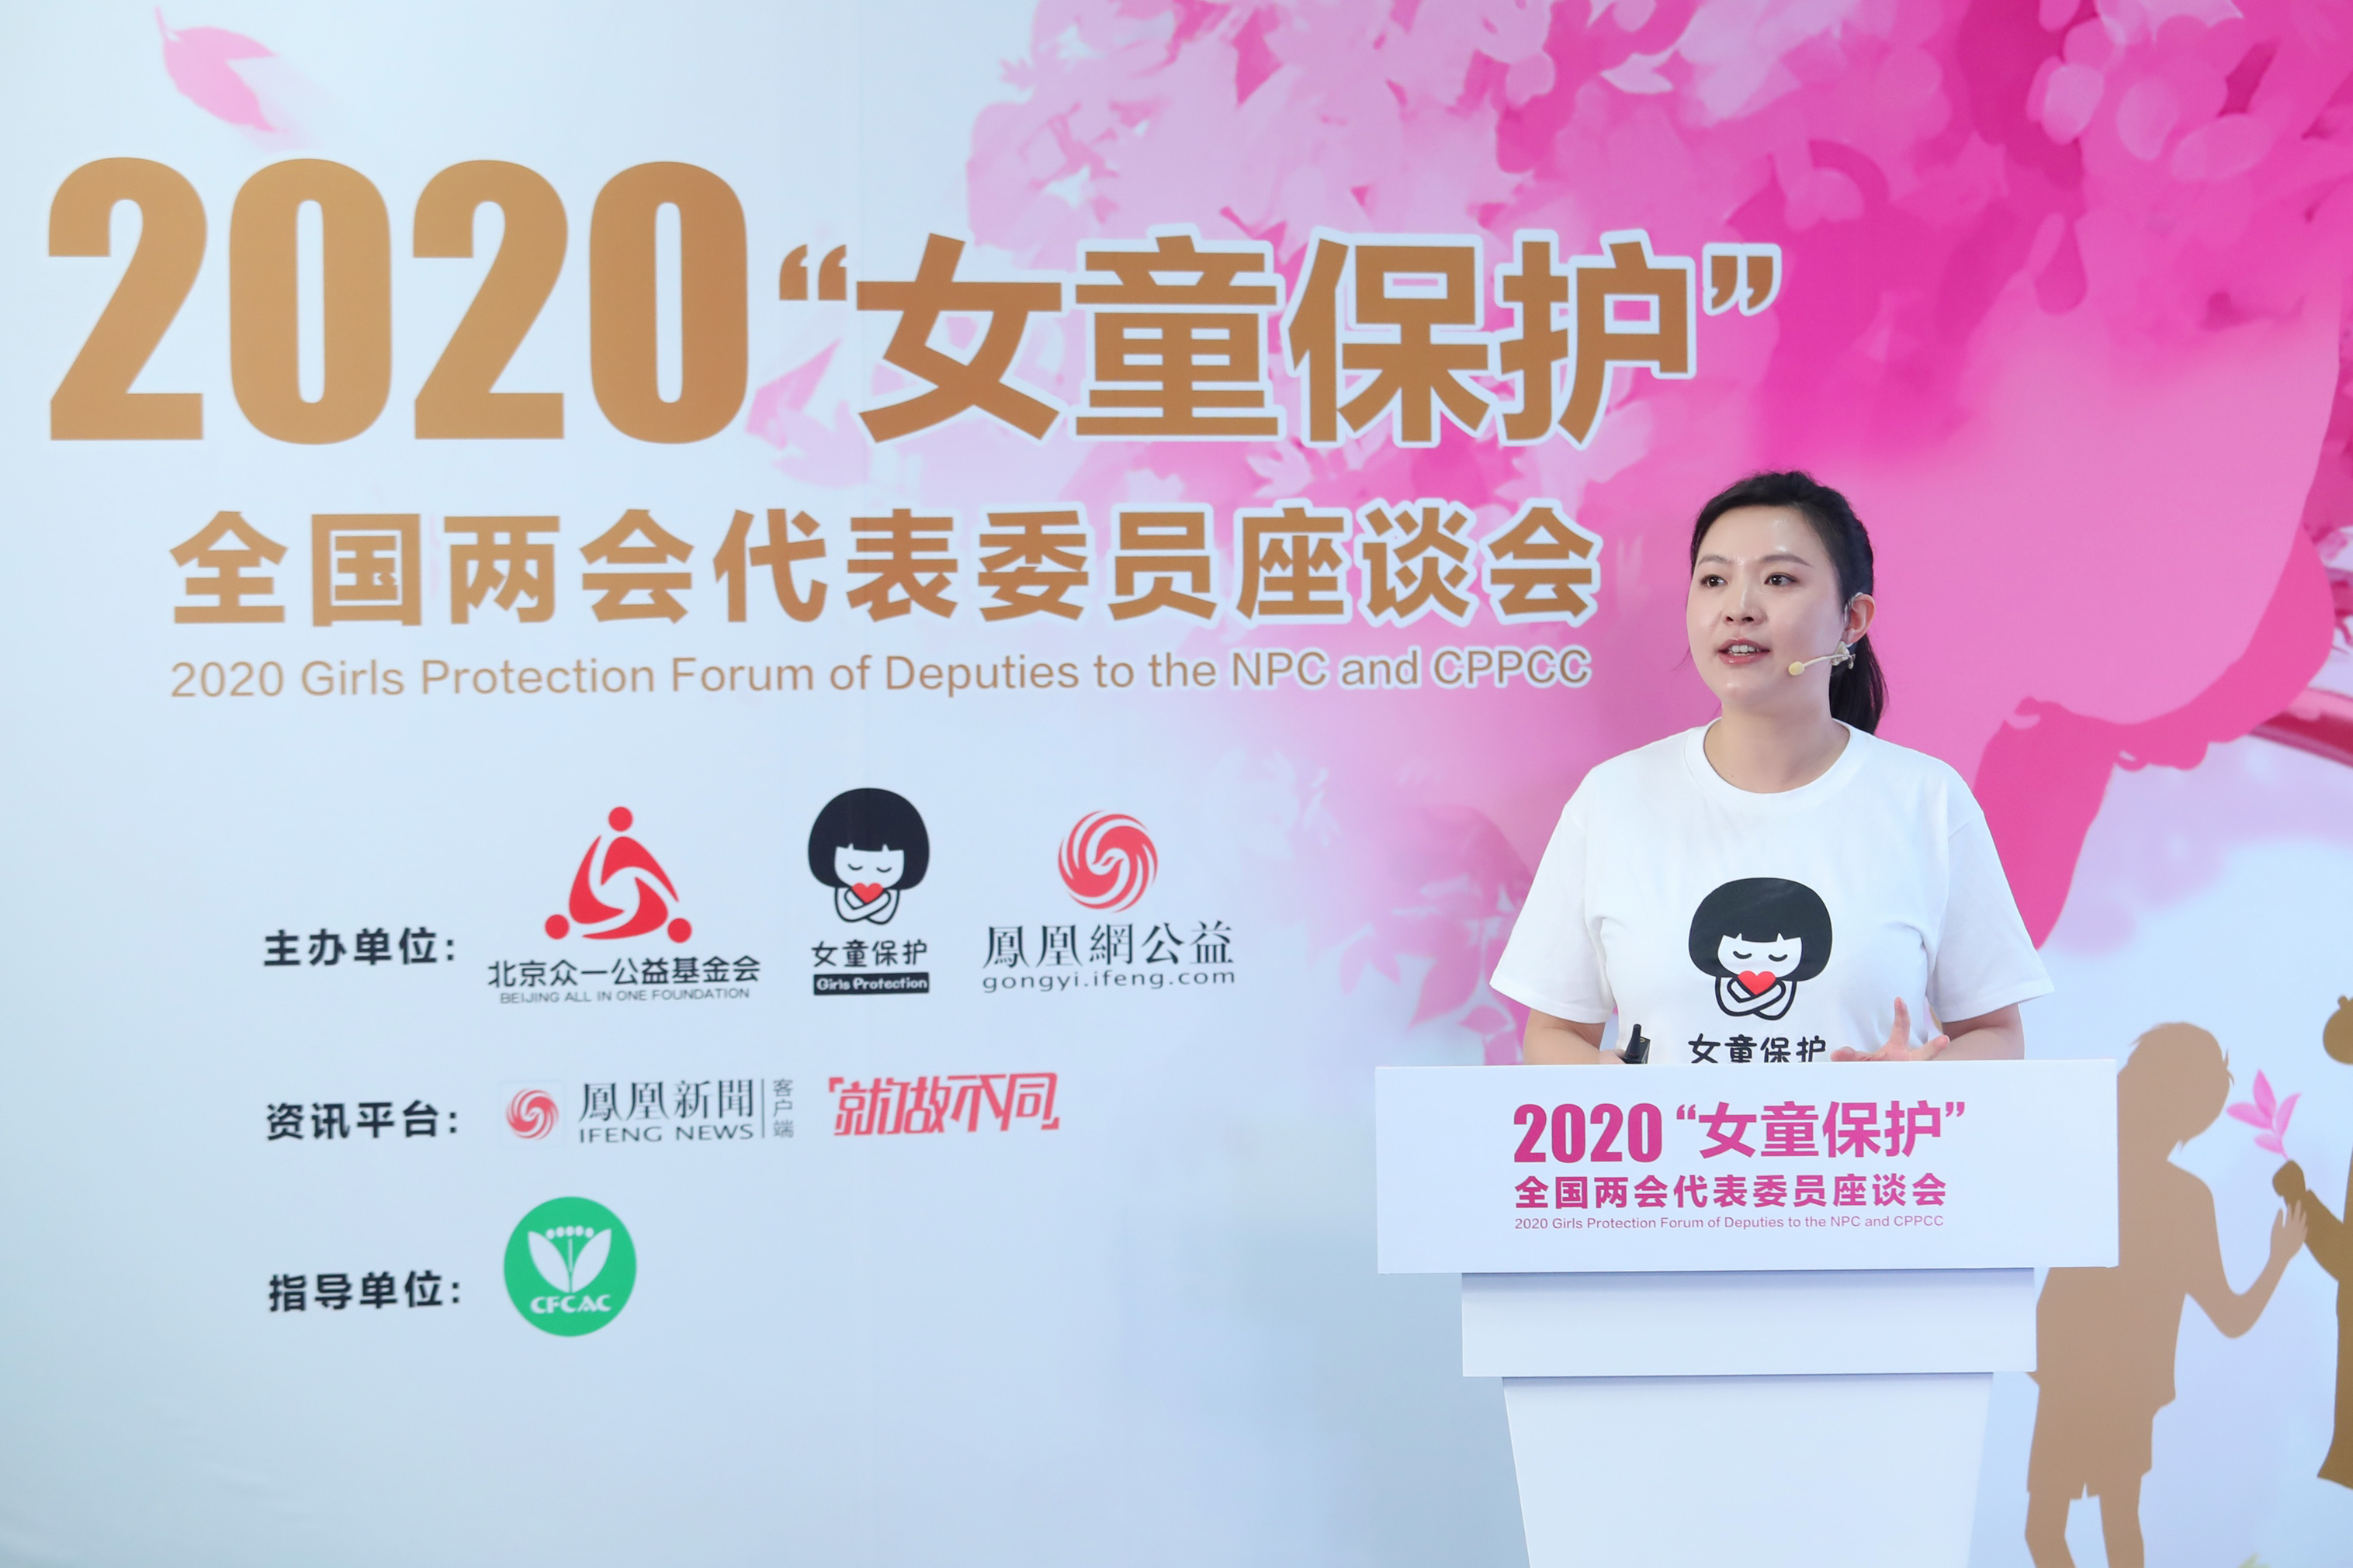 2020“女童保护”
全国两会代表委员座谈会
2020 Girls Protection Forum of Deputies to the NPC and CPPCC
主办单位:
北京众一公益基金会
BEIJING ALL IN ONE FOUNDATION
女童保护
Girls Protection
鳳凰網公益
gongyi.ifeng.com
资讯平台:
鳳凰新聞
IFENG NEWS
客户端
「就做不同」
指导单位:
CFCAC
女童保护
2020“女童保护”
全国两会代表委员座谈会
2020 Girls Protection Forum of Deputies to the NPC and CPPCC